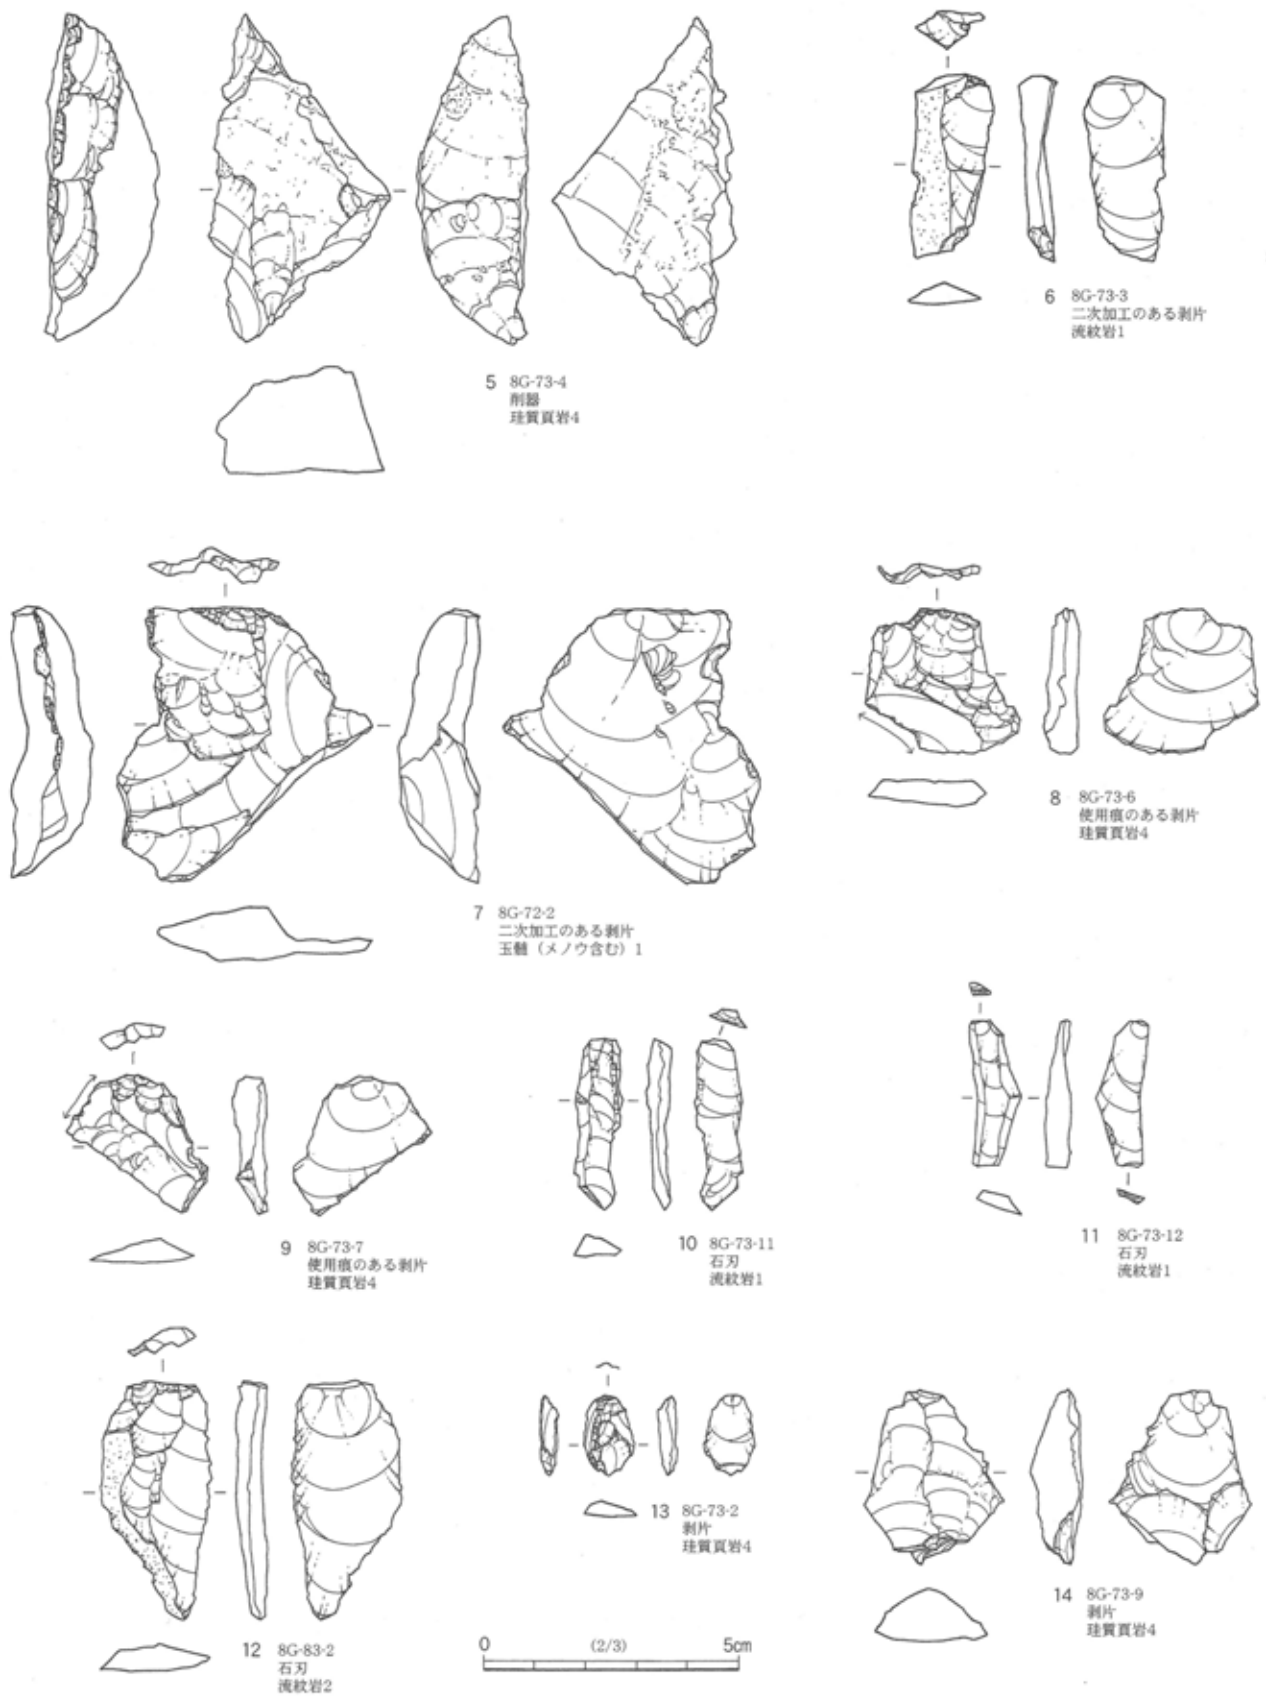 6 8G-73-3
二次加工のある剥片
流紋岩1
5 8G-73-4
削器
珪質頁岩4
7 8G-72-2
二次加工のある剥片
玉髄（メノウ含む）1
8 8G-73-6
使用痕のある剥片
珪質頁岩4
9 8G-73-7
使用痕のある剥片
珪質頁岩4
10 8G-73-11
石刃
流紋岩1
11 8G-73-12
石刃
流紋岩1
12 8G-83-2
石刃
流紋岩2
13 8G-73-2
剥片
珪質頁岩4
14 8G-73-9
剥片
珪質頁岩4
0 (2/3) 5cm